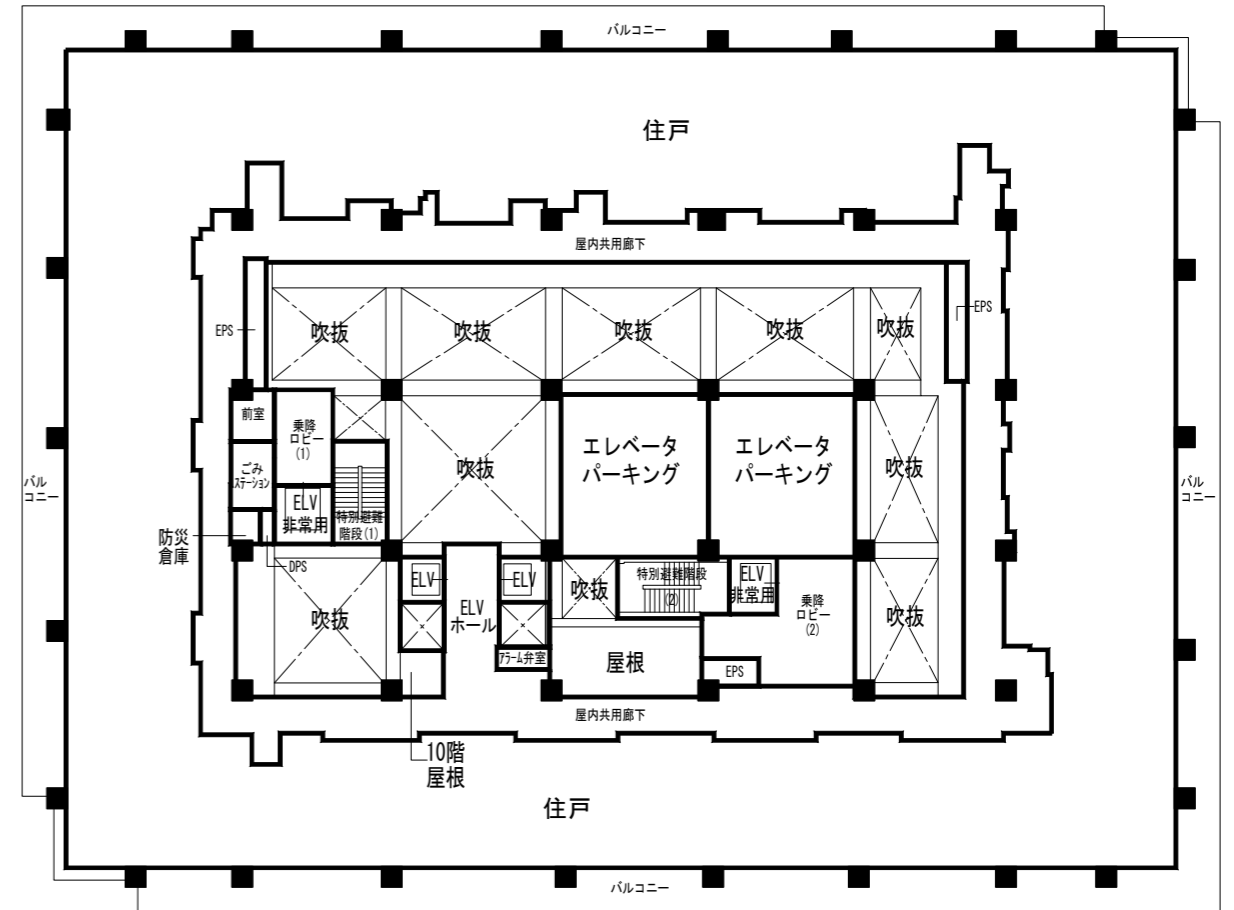 バルコニー
住戸
屋内共用廊下
EPS
吹抜
吹抜
吹抜
吹抜
吹抜
EPS
前室
乗降
ロビー
(1)
ごみ
ステーション
ELV
非常用
特別避難
階段(1)
吹抜
エレベータ
パーキング
エレベータ
パーキング
吹抜
バル
コニー
バル
コニー
防災
倉庫
DPS
吹抜
ELV
ELV
ホール
ELV
吹抜
特別避難階段
(2)
ELV
非常用
乗降
ロビー
(2)
吹抜
アラーム弁室
屋根
EPS
屋内共用廊下
10階
屋根
住戸
バルコニー